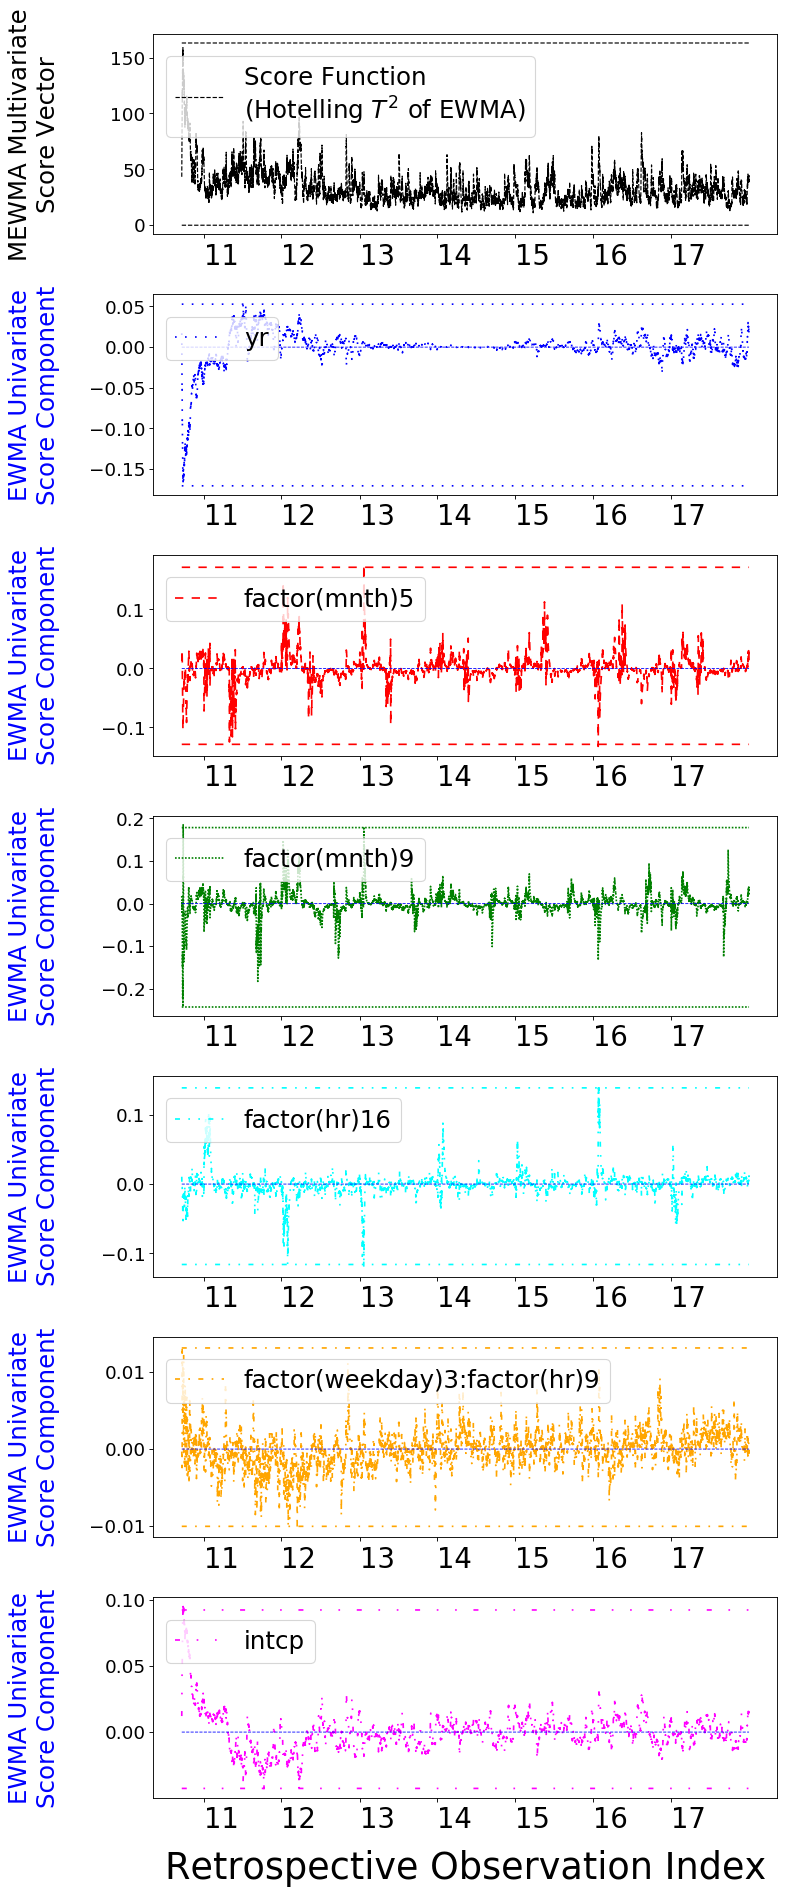 MEWMA Multivariate
Score Vector
150
100
50
0
Score Function
(Hotelling T² of EWMA)
11 12 13 14 15 16 17
EWMA Univariate
Score Component
0.05
0.00
−0.05
−0.10
−0.15
yr
11 12 13 14 15 16 17
EWMA Univariate
Score Component
0.1
0.0
−0.1
factor(mnth)5
11 12 13 14 15 16 17
EWMA Univariate
Score Component
0.2
0.1
0.0
−0.1
−0.2
factor(mnth)9
11 12 13 14 15 16 17
EWMA Univariate
Score Component
0.1
0.0
−0.1
factor(hr)16
11 12 13 14 15 16 17
EWMA Univariate
Score Component
0.01
0.00
−0.01
factor(weekday)3:factor(hr)9
11 12 13 14 15 16 17
EWMA Univariate
Score Component
0.10
0.05
0.00
intcp
11 12 13 14 15 16 17
Retrospective Observation Index